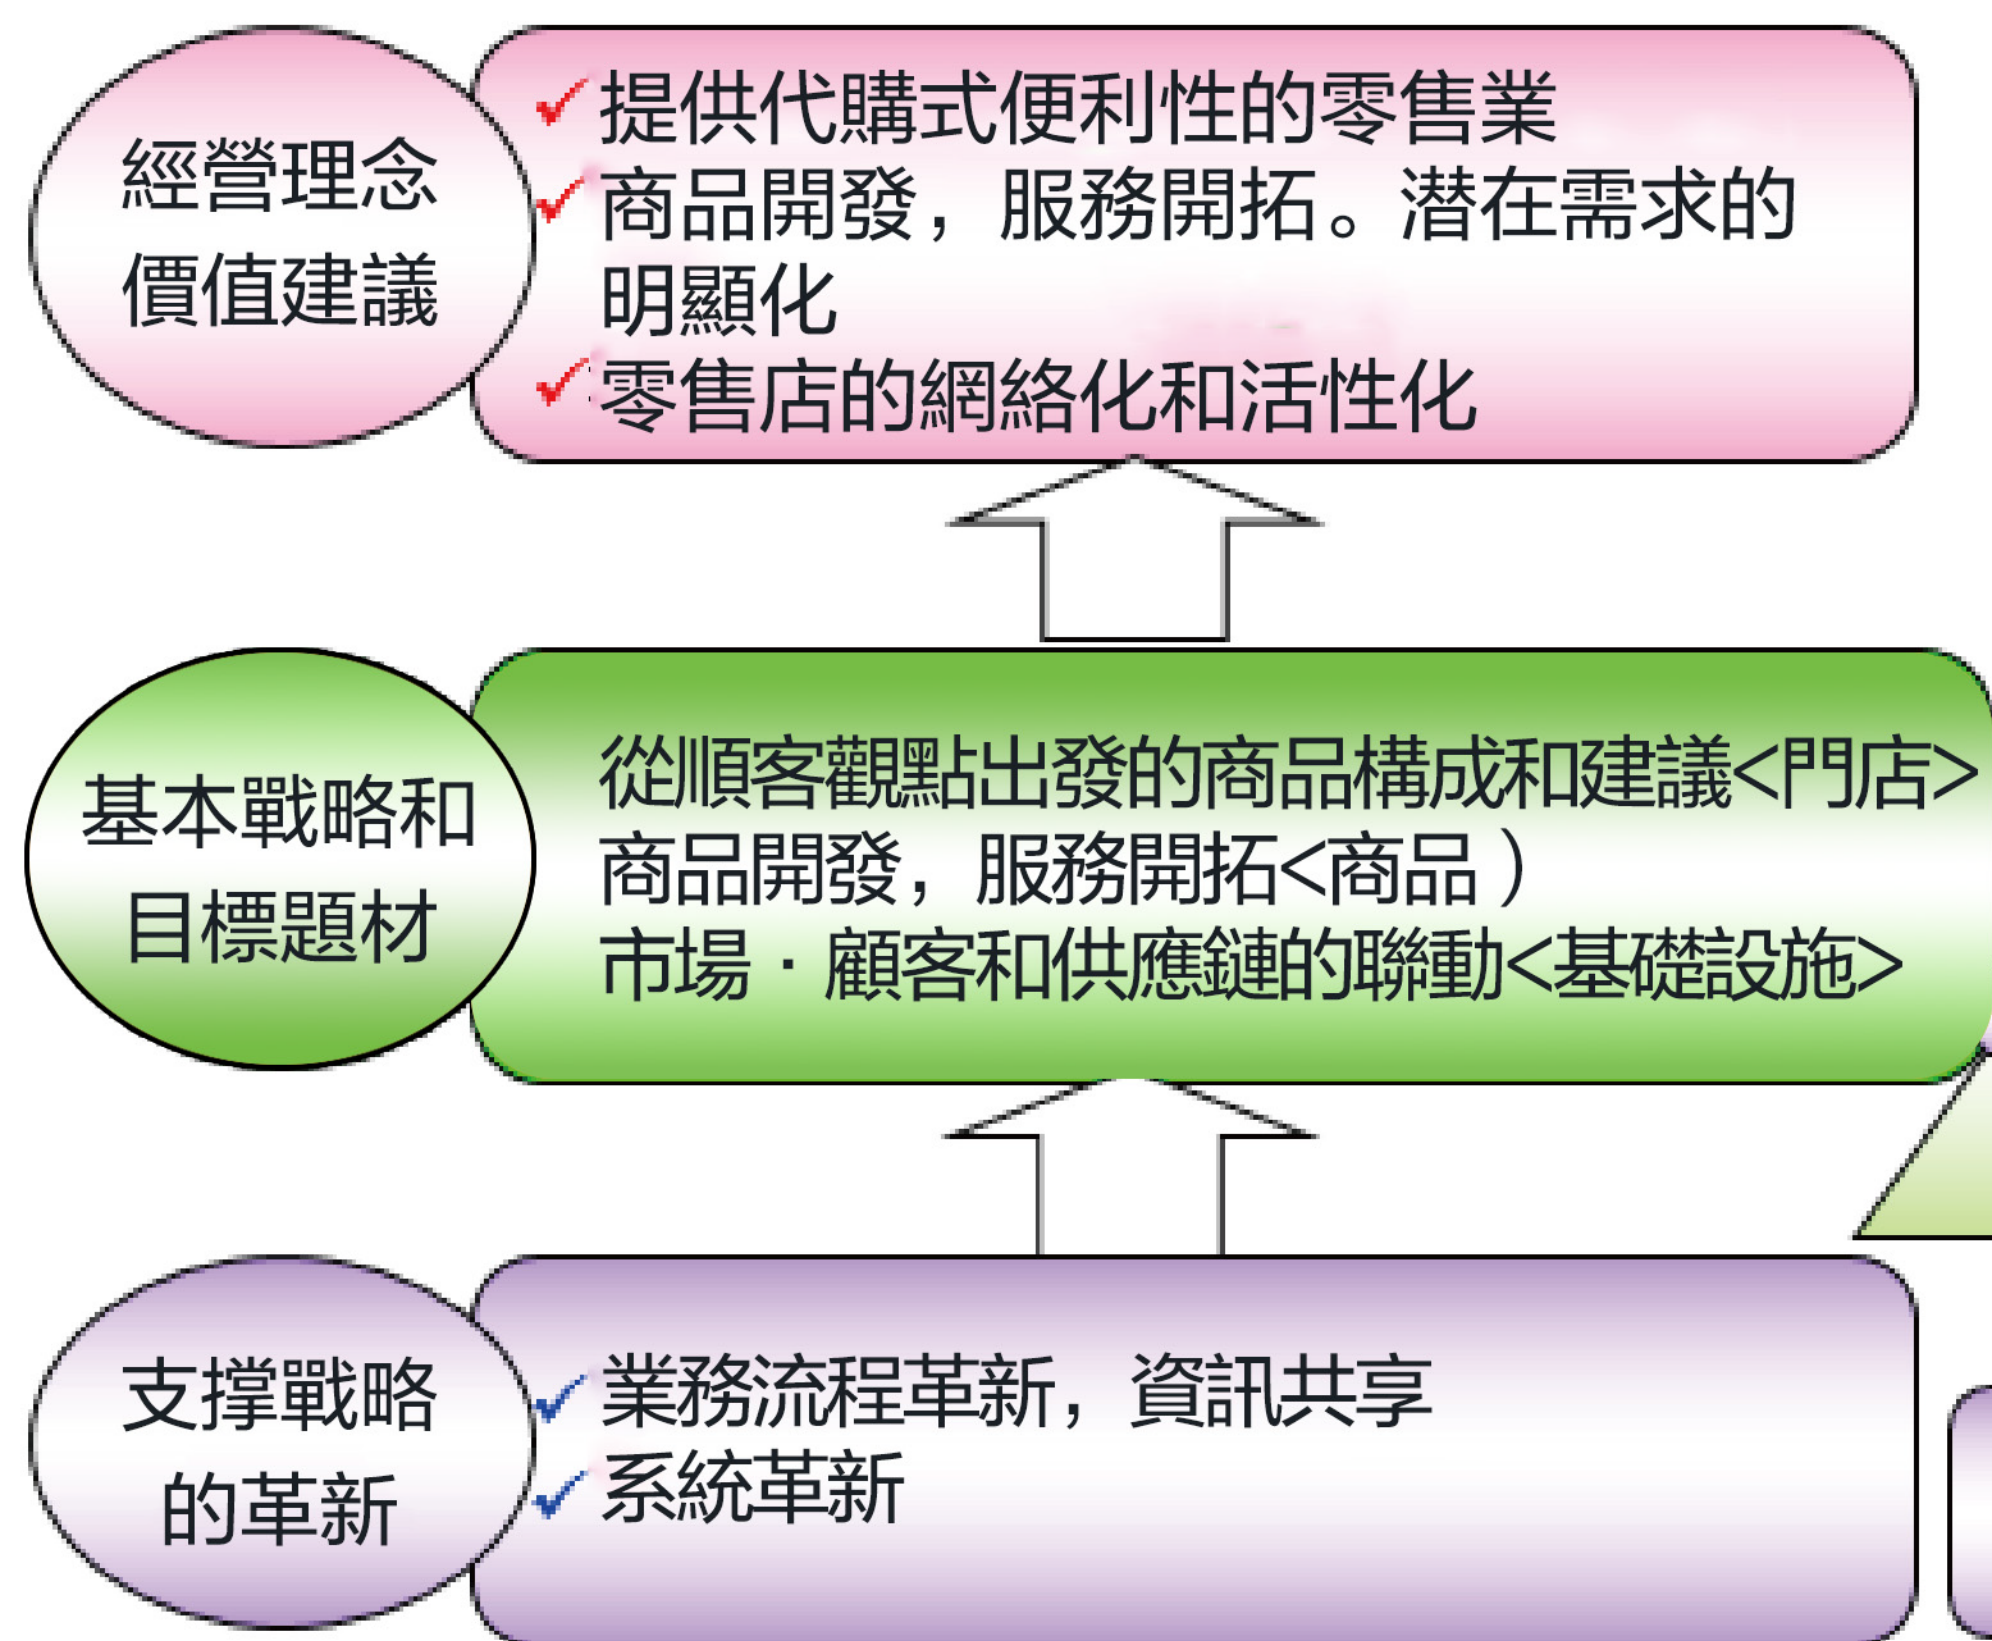 經營理念
價值建議
提供代購式便利性的零售業
商品開發，服務開拓。潛在需求的
明顯化
零售店的網絡化和活性化
基本戰略和
目標題材
從順客觀點出發的商品構成和建議<門店>
商品開發，服務開拓<商品）
市場·顧客和供應鏈的聯動<基礎設施>
支撐戰略
的革新
業務流程革新，資訊共享
系統革新